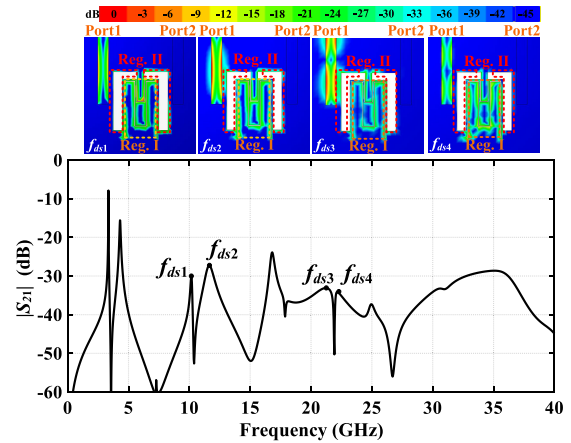 dB 0 -3 -6 -9 -12 -15 -18 -21 -24 -27 -30 -33 -36 -39 -42 -45
Port1 Port2 Port1 Port2 Port1 Port2 Port1 Port2
Reg. II Reg. II Reg. II Reg. II
fds1 Reg. I fds2 Reg. I fds3 Reg. I fds4 Reg. I
0
-10
-20
-30
-40
-50
-60
|S21| (dB)
fds1 fds2 fds3 fds4
0 5 10 15 20 25 30 35 40
Frequency (GHz)